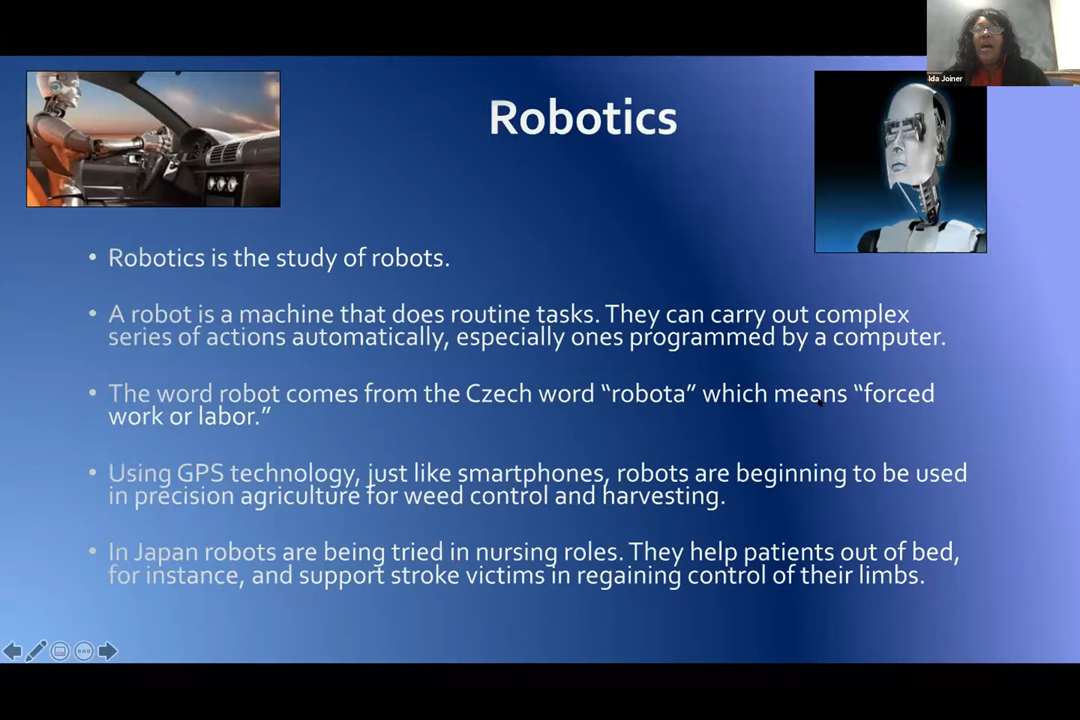 Ida Joiner
Robotics
• Robotics is the study of robots.
• A robot is a machine that does routine tasks. They can carry out complex
series of actions automatically, especially ones programmed by a computer.
• The word robot comes from the Czech word “robota” which means “forced
work or labor.”
• Using GPS technology, just like smartphones, robots are beginning to be used
in precision agriculture for weed control and harvesting.
• In Japan robots are being tried in nursing roles. They help patients out of bed,
for instance, and support stroke victims in regaining control of their limbs.